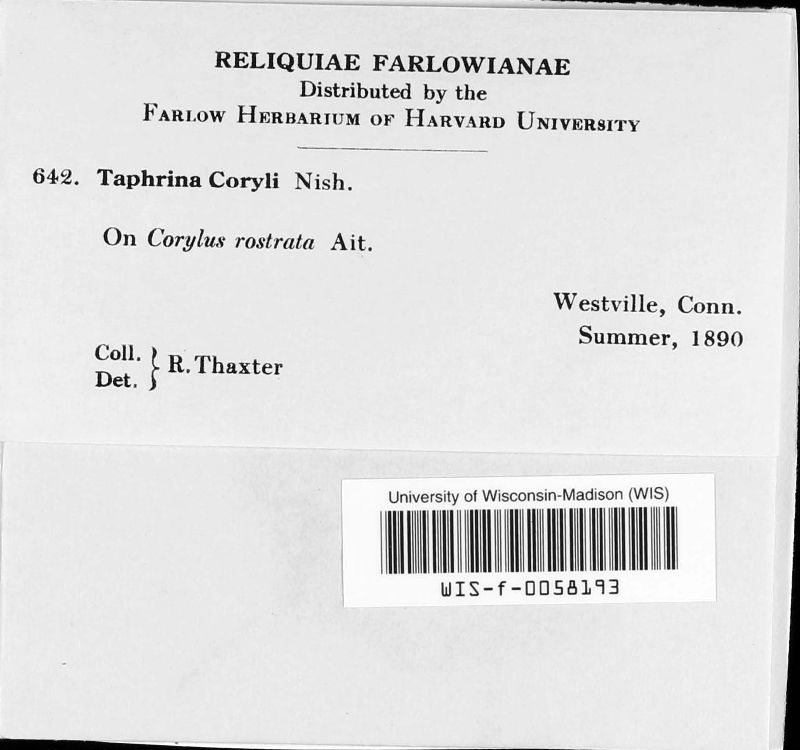 RELIQUIAE FARLOWIANAE
Distributed by the
FARLOW HERBARIUM OF HARVARD UNIVERSITY
642. Taphrina Coryli Nish.
On Corylus rostrata Ait.
Westville, Conn.
Summer, 1890
Coll.
Det. } R. Thaxter
University of Wisconsin-Madison (WIS)
WIS-f-0058193